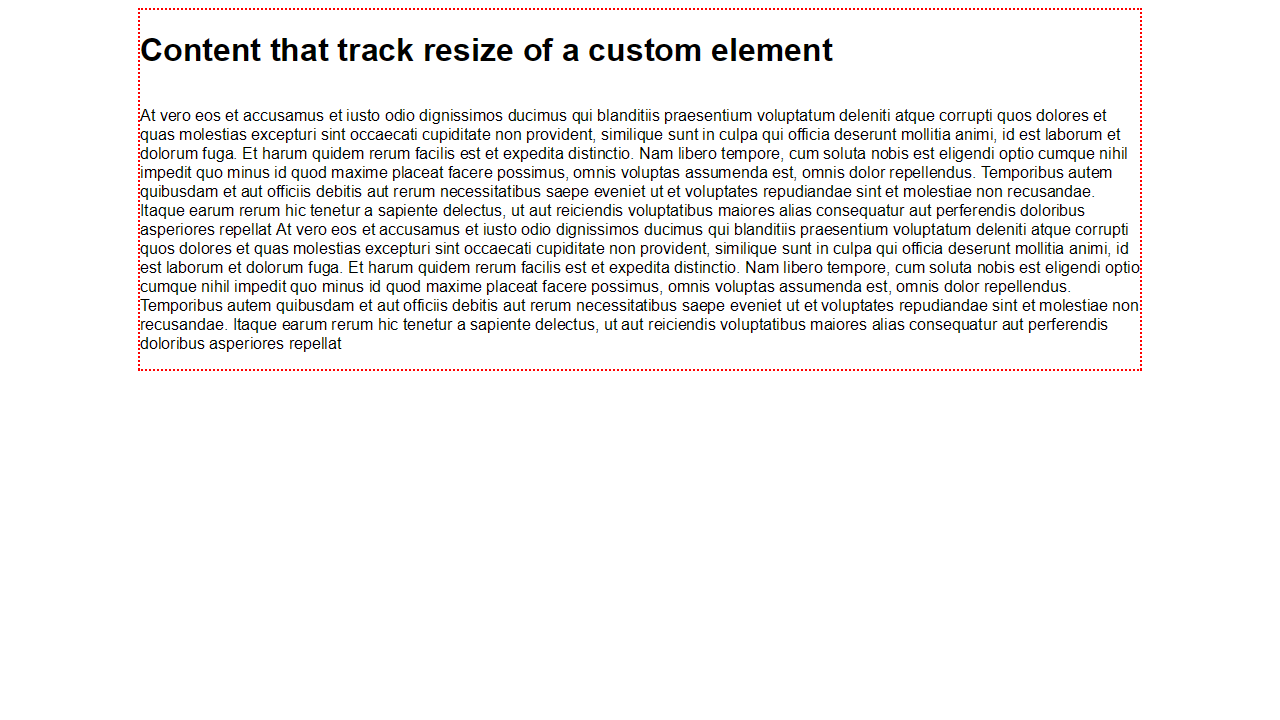 Content that track resize of a custom element
At vero eos et accusamus et iusto odio dignissimos ducimus qui blanditiis praesentium voluptatum deleniti atque corrupti quos dolores et
quas molestias excepturi sint occaecati cupiditate non provident, similique sunt in culpa qui officia deserunt mollitia animi, id est laborum et
dolorum fuga. Et harum quidem rerum facilis est et expedita distinctio. Nam libero tempore, cum soluta nobis est eligendi optio cumque nihil
impedit quo minus id quod maxime placeat facere possimus, omnis voluptas assumenda est, omnis dolor repellendus. Temporibus autem
quibusdam et aut officiis debitis aut rerum necessitatibus saepe eveniet ut et voluptates repudiandae sint et molestiae non recusandae.
Itaque earum rerum hic tenetur a sapiente delectus, ut aut reiciendis voluptatibus maiores alias consequatur aut perferendis doloribus
asperiores repellat At vero eos et accusamus et iusto odio dignissimos ducimus qui blanditiis praesentium voluptatum deleniti atque corrupti
quos dolores et quas molestias excepturi sint occaecati cupiditate non provident, similique sunt in culpa qui officia deserunt mollitia animi, id
est laborum et dolorum fuga. Et harum quidem rerum facilis est et expedita distinctio. Nam libero tempore, cum soluta nobis est eligendi optio
cumque nihil impedit quo minus id quod maxime placeat facere possimus, omnis voluptas assumenda est, omnis dolor repellendus.
Temporibus autem quibusdam et aut officiis debitis aut rerum necessitatibus saepe eveniet ut et voluptates repudiandae sint et molestiae non
recusandae. Itaque earum rerum hic tenetur a sapiente delectus, ut aut reiciendis voluptatibus maiores alias consequatur aut perferendis
doloribus asperiores repellat